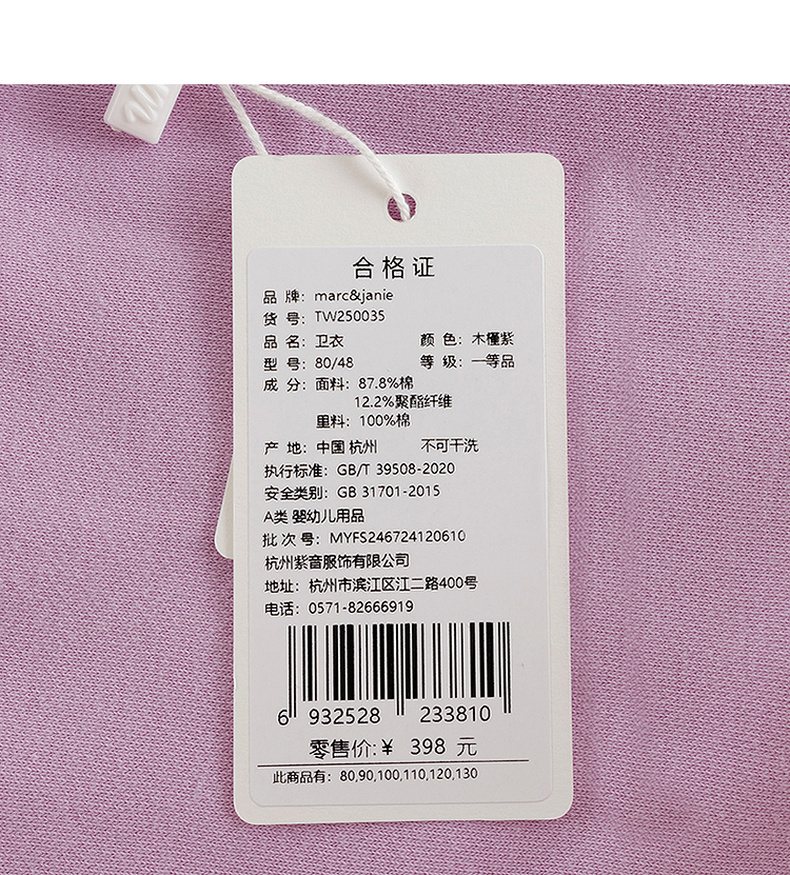 合格证
品 牌: marc&janie
货 号: TW250035
品 名: 卫衣 颜 色: 木槿紫
型 号: 80/48 等 级: 一等品
成 分: 面料: 87.8%棉
12.2%聚酯纤维
里料: 100%棉
产 地: 中国 杭州 不可干洗
执行标准: GB/T 39508-2020
安全类别: GB 31701-2015
A类 婴幼儿用品
批 次 号: MYFS246724120610
杭州紫音服饰有限公司
地址: 杭州市滨江区江二路400号
电话: 0571-82666919
6 932528 233810
零售价:¥ 398 元
此商品有: 80,90,100,110,120,130